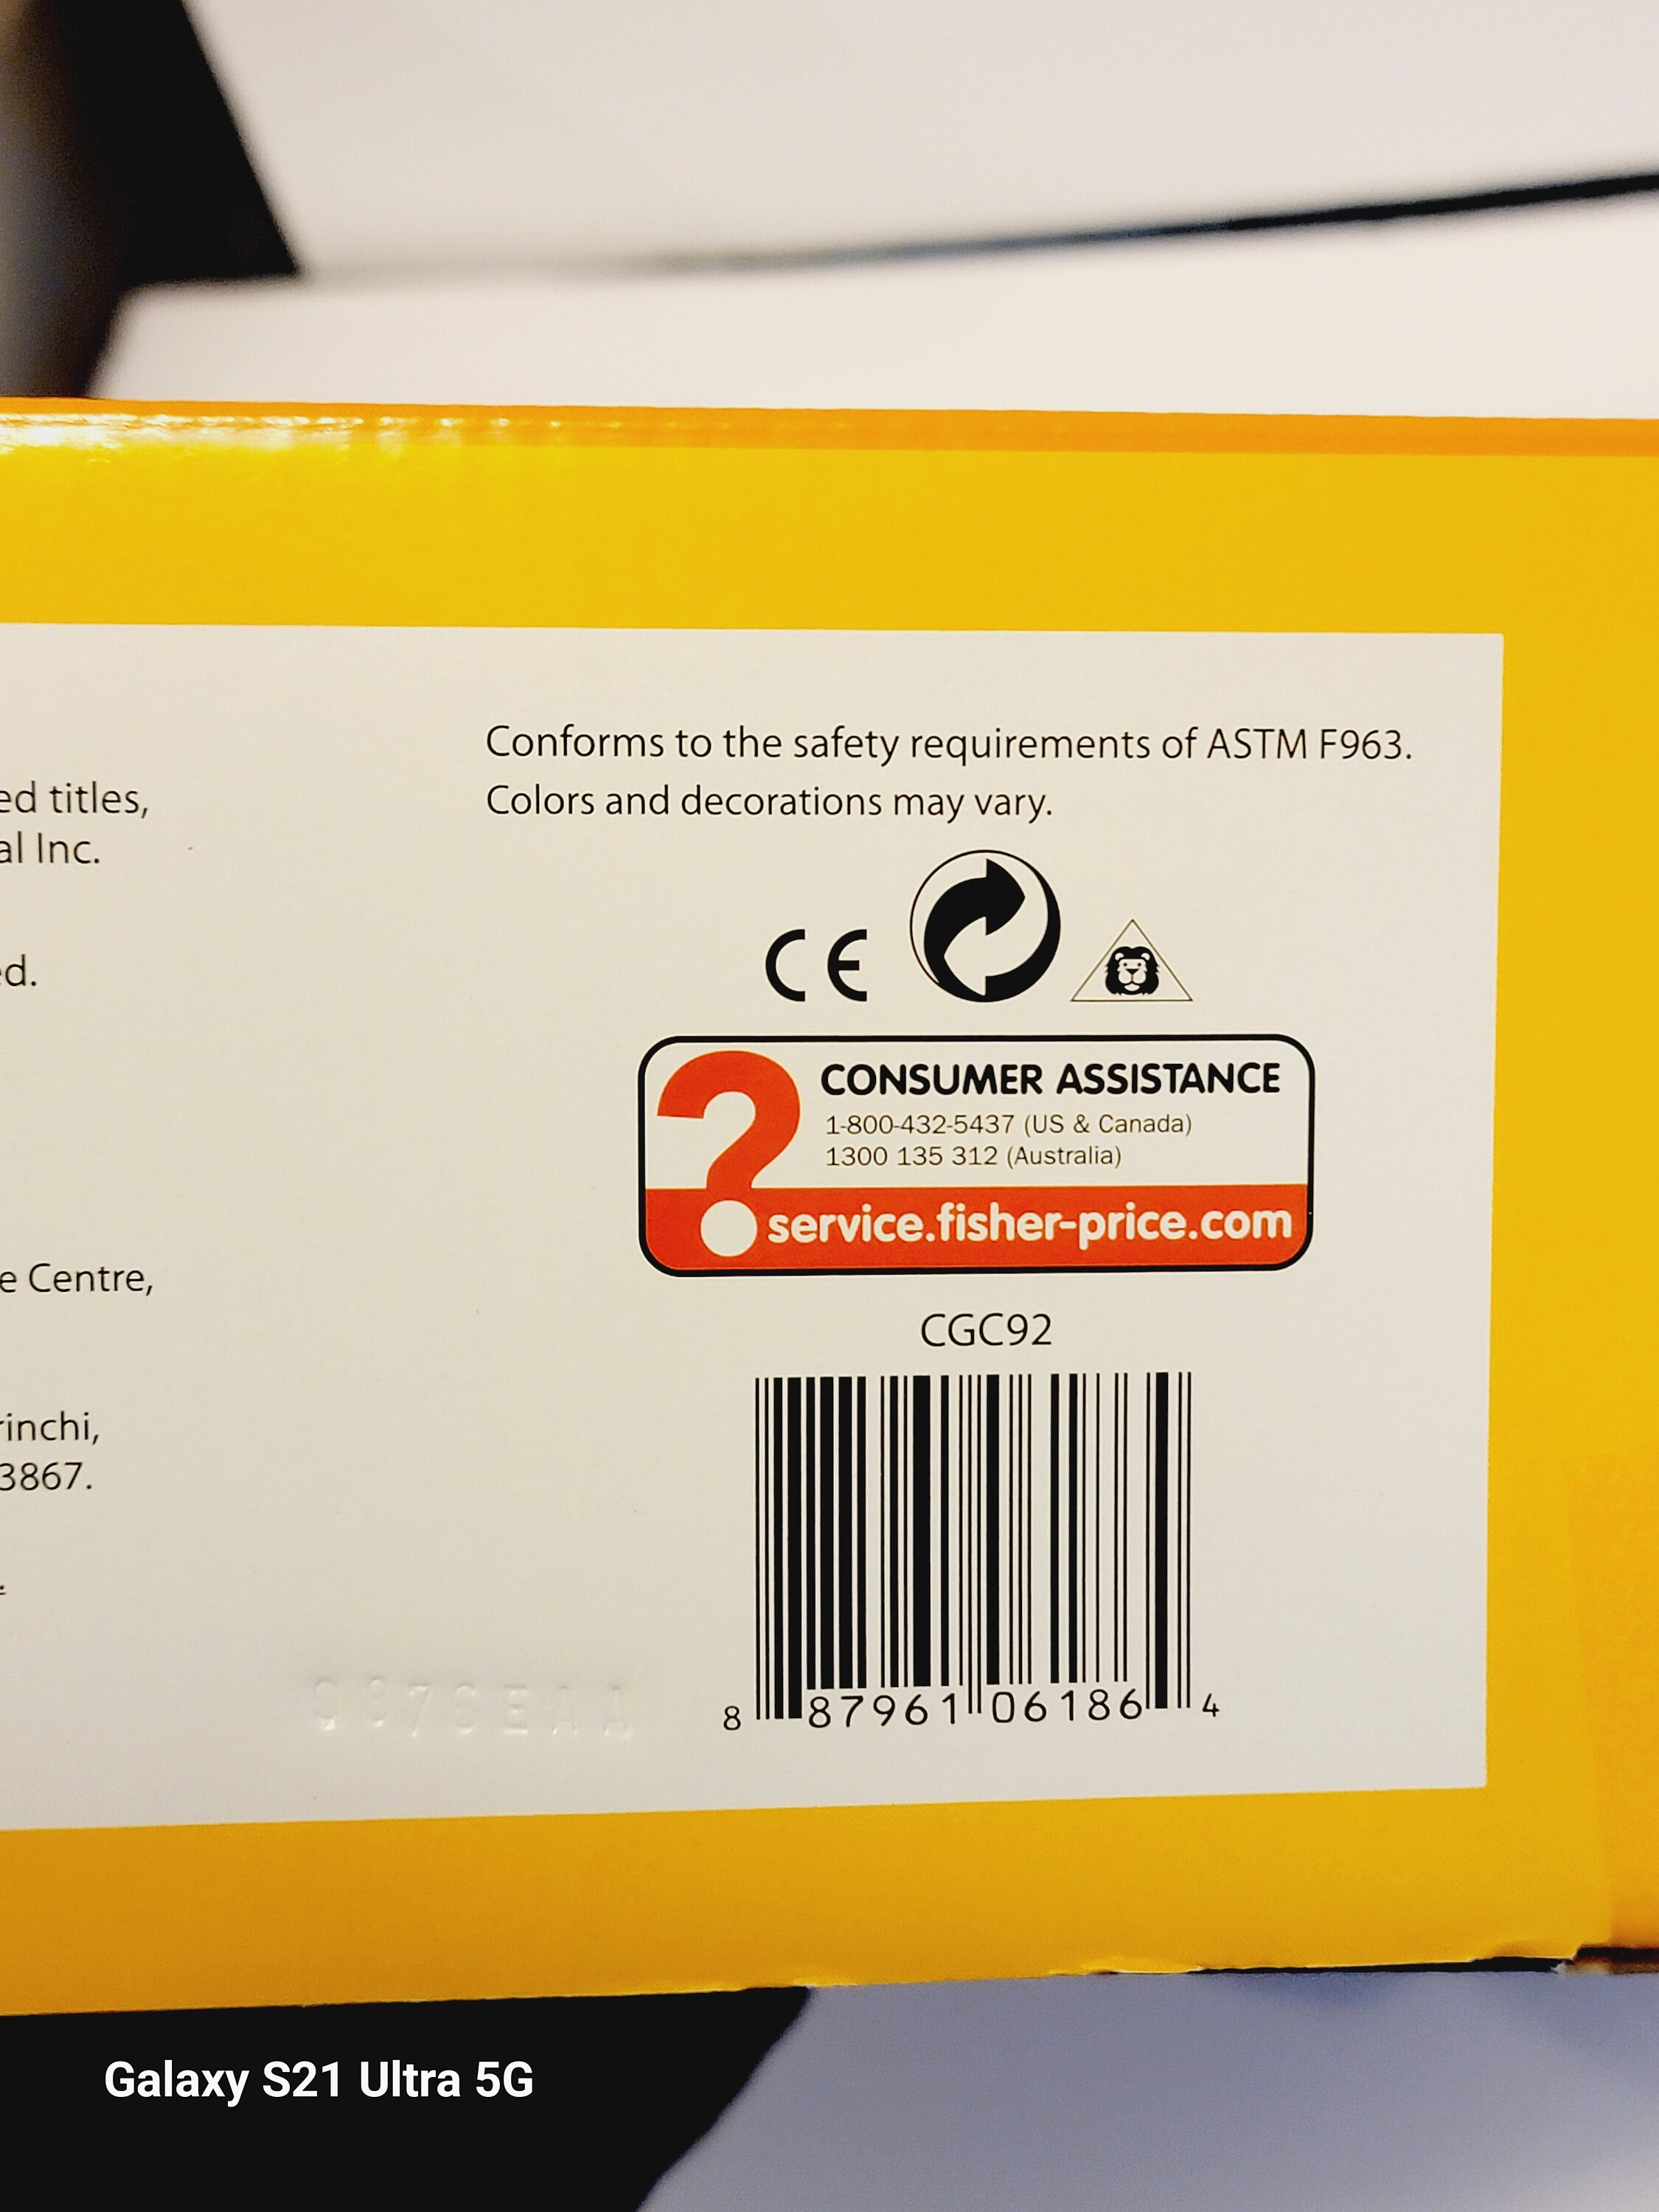 ed titles,
al Inc.
ed.
e Centre,
rinchi,
3867.
Conforms to the safety requirements of ASTM F963.
Colors and decorations may vary.
CE
CONSUMER ASSISTANCE
1-800-432-5437 (US & Canada)
1300 135 312 (Australia)
service.fisher-price.com
CGC92
8 87961 06186 4
Galaxy S21 Ultra 5G